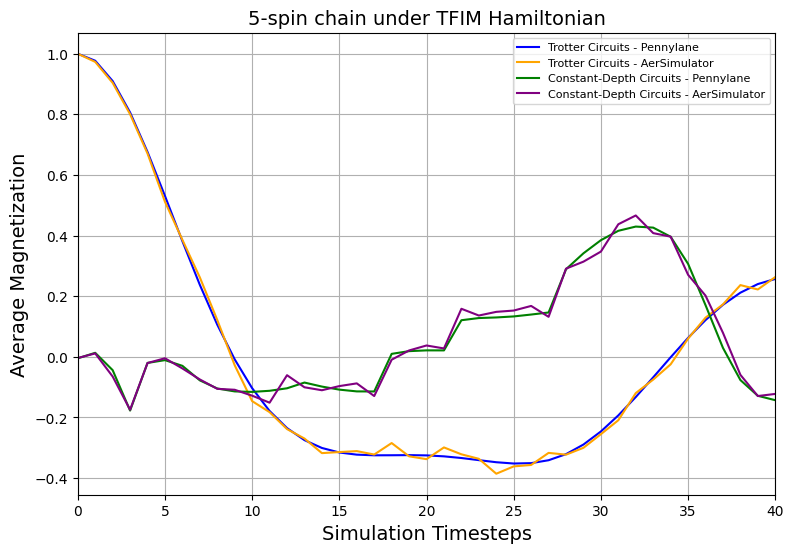 5-spin chain under TFIM Hamiltonian
Trotter Circuits - Pennylane
Trotter Circuits - AerSimulator
Constant-Depth Circuits - Pennylane
Constant-Depth Circuits - AerSimulator
Average Magnetization
1.0
0.8
0.6
0.4
0.2
0.0
−0.2
−0.4
0 5 10 15 20 25 30 35 40
Simulation Timesteps